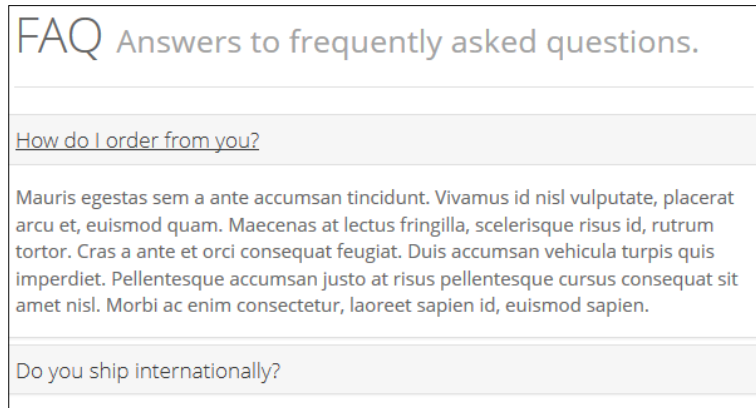 FAQ Answers to frequently asked questions.
How do I order from you?
Mauris egestas sem a ante accumsan tincidunt. Vivamus id nisl vulputate, placerat
arcu et, euismod quam. Maecenas at lectus fringilla, scelerisque risus id, rutrum
tortor. Cras a ante et orci consequat feugiat. Duis accumsan vehicula turpis quis
imperdiet. Pellentesque accumsan justo at risus pellentesque cursus consequat sit
amet nisl. Morbi ac enim consectetur, laoreet sapien id, euismod sapien.
Do you ship internationally?